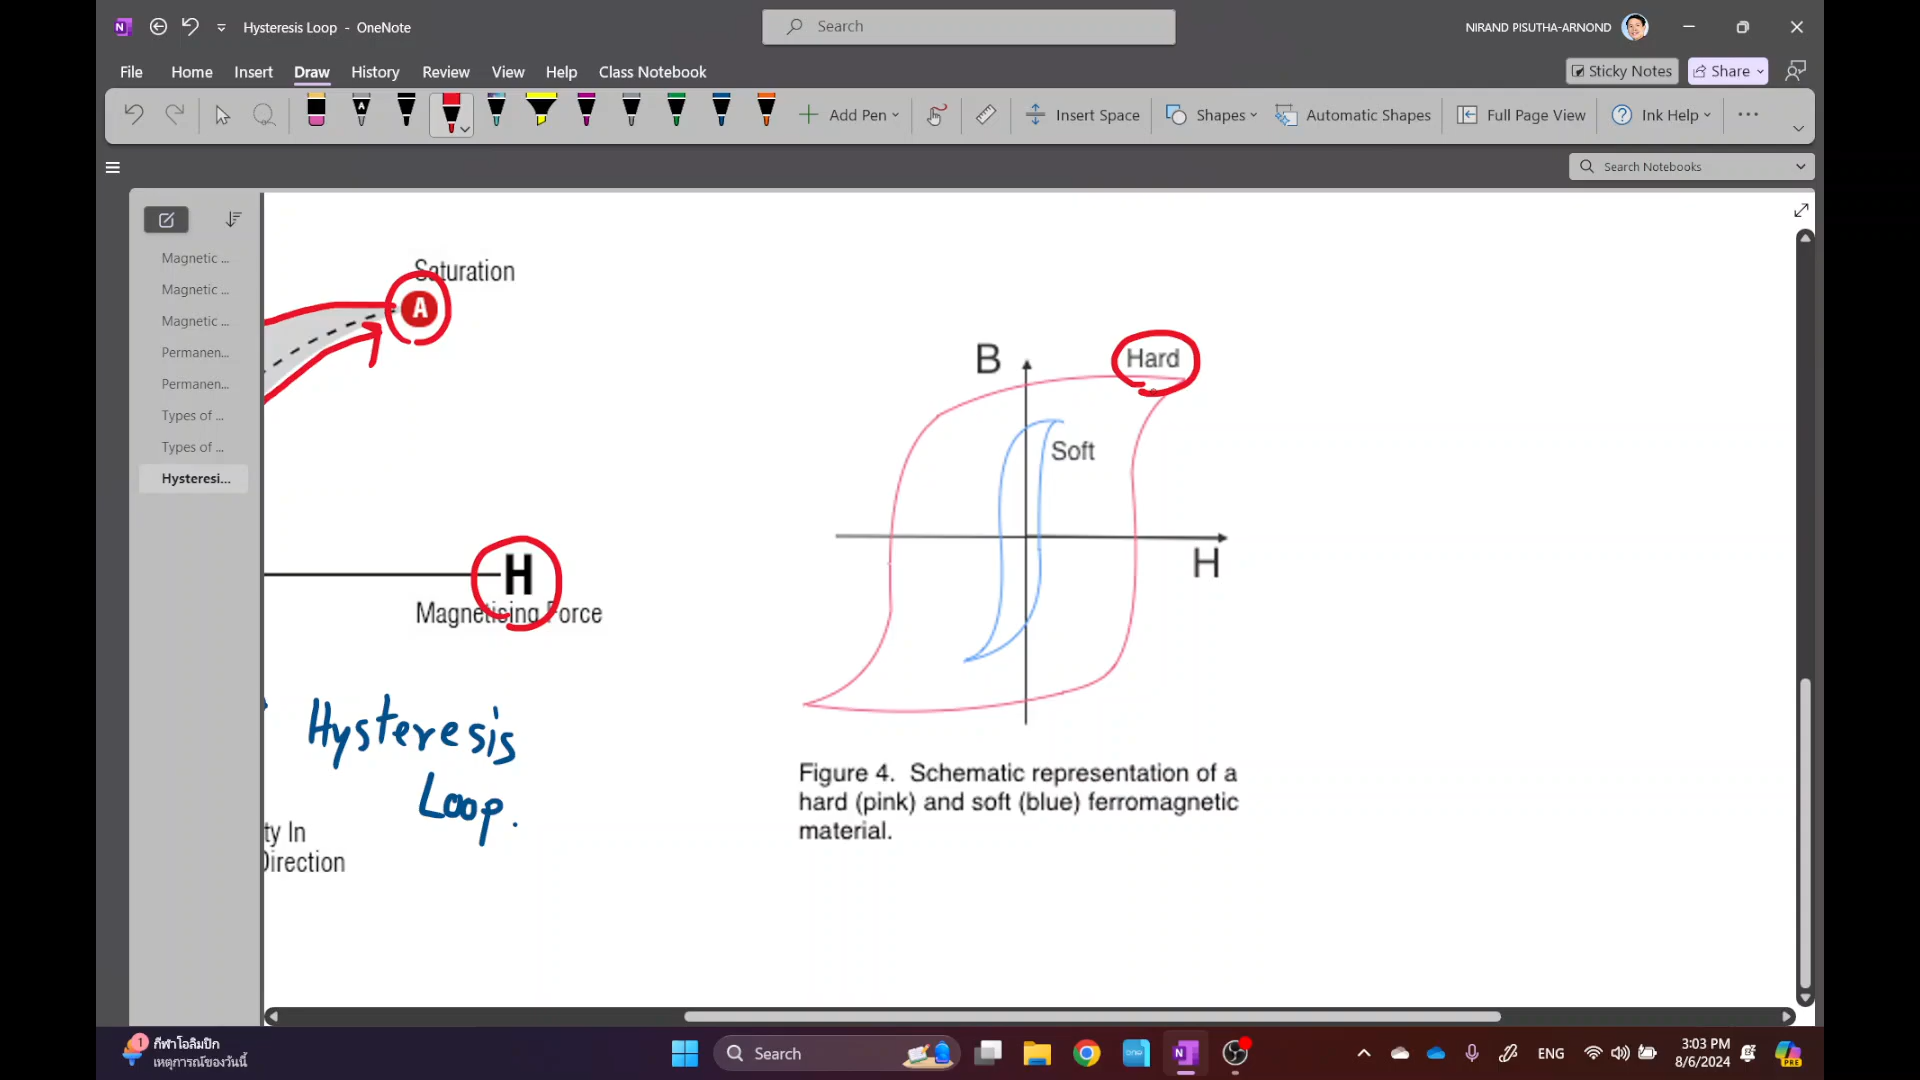 Hysteresis Loop - OneNote
Search
NIRAND PISUTHA-ARNOND
File Home Insert Draw History Review View Help Class Notebook
Sticky Notes
Share
A
Add Pen
Insert Space
Shapes
Automatic Shapes
Full Page View
Ink Help
Search Notebooks
Magnetic ...
Magnetic ...
Magnetic ...
Permanen...
Permanen...
Types of ...
Types of ...
Hysteresi...
Saturation
A
H
Magnetising Force
Hysteresis
Loop.
ty In
Direction
B
Hard
Soft
H
Figure 4. Schematic representation of a
hard (pink) and soft (blue) ferromagnetic
material.
1
กีฬาโอลิมปิก
เหตุการณ์ของวันนี้
Search
ENG
3:03 PM
8/6/2024
PRE